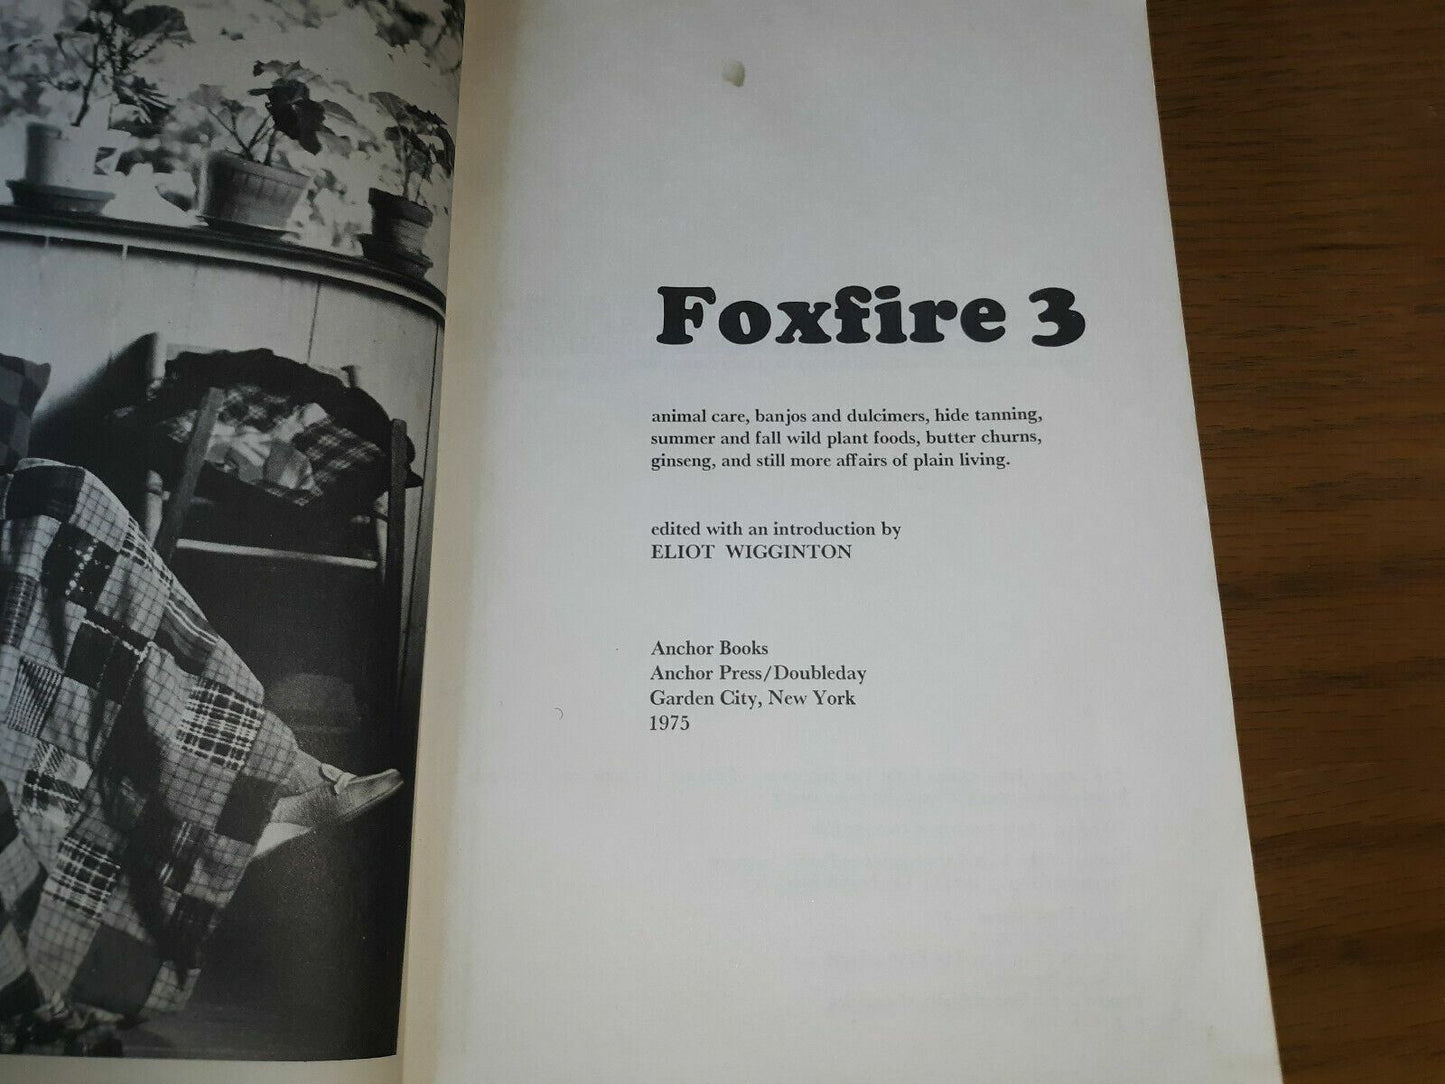 Foxfire 3
animal care, banjos and dulcimers, hide tanning,
summer and fall wild plant foods, butter churns,
ginseng, and still more affairs of plain living.
edited with an introduction by
ELIOT WIGGINTON
Anchor Books
Anchor Press/Doubleday
Garden City, New York
1975